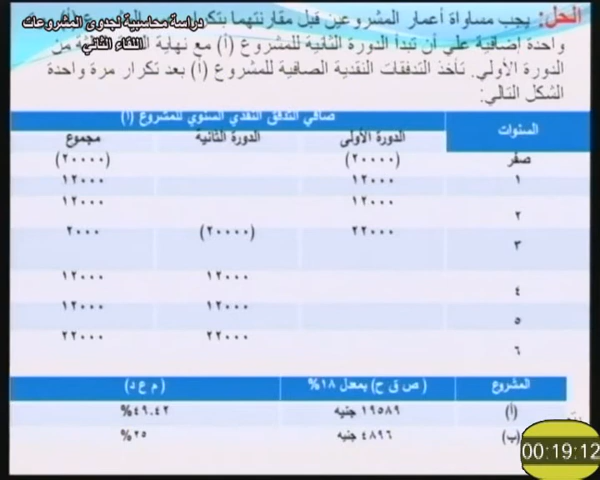 دراسة محاسبية لجدوى المشروعات
اللقاء الثاني
الحل: يجب مساواة أعمار المشروعين قبل مقارنتهما
واحدة إضافية على أن تبدأ الدورة الثانية للمشروع (أ) مع نهاية من
الدورة الأولي. تأخذ التدفقات النقدية الصافية للمشروع (أ) بعد تكرار مرة واحدة
الشكل التالي:
السنوات صافي التدفق النقدي السنوي للمشروع (أ)
الدورة الأولى الدورة الثانية مجموع
صفر (٢٠٠٠٠) (٢٠٠٠٠)
١ ١٢٠٠٠ ١٢٠٠٠
٢ ١٢٠٠٠ ١٢٠٠٠
٣ ٢٢٠٠٠ (٢٠٠٠٠) ٢٠٠٠
٤ ١٢٠٠٠ ١٢٠٠٠
٥ ١٢٠٠٠ ١٢٠٠٠
٦ ٢٢٠٠٠ ٢٢٠٠٠
المشروع (ص ق ح) بمعدل ١٨% (م ع د)
(أ) ١٩٥٨٩ جنيه ٤٩.٤٢%
(ب) ٤٨٩٦ جنيه ٢٥%
00:19:12